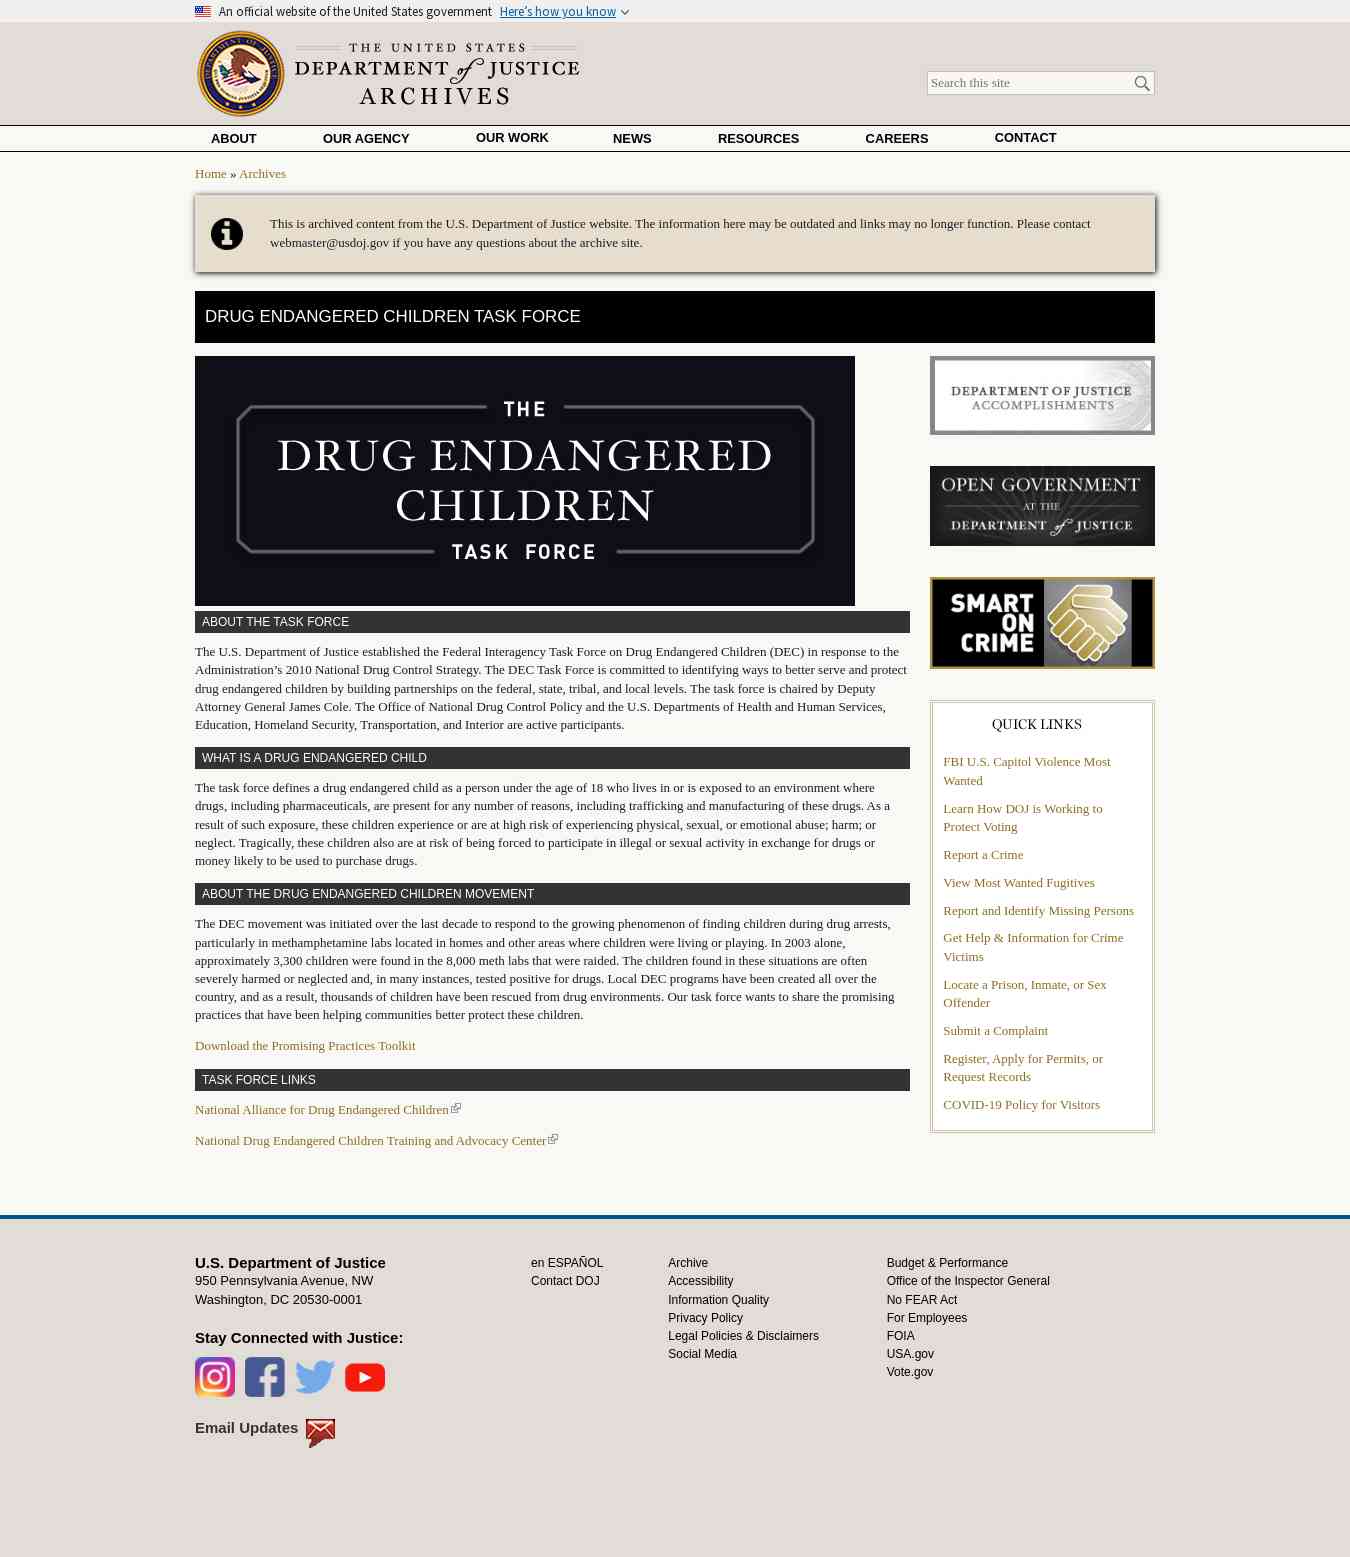 An official website of the United States government Here’s how you know
THE UNITED STATES
DEPARTMENT of JUSTICE
ARCHIVES
Search this site
ABOUT OUR AGENCY OUR WORK NEWS RESOURCES CAREERS CONTACT
Home » Archives
This is archived content from the U.S. Department of Justice website. The information here may be outdated and links may no longer function. Please contact
webmaster@usdoj.gov if you have any questions about the archive site.
DRUG ENDANGERED CHILDREN TASK FORCE
THE
DRUG ENDANGERED
CHILDREN
TASK FORCE
ABOUT THE TASK FORCE
The U.S. Department of Justice established the Federal Interagency Task Force on Drug Endangered Children (DEC) in response to the
Administration’s 2010 National Drug Control Strategy. The DEC Task Force is committed to identifying ways to better serve and protect
drug endangered children by building partnerships on the federal, state, tribal, and local levels. The task force is chaired by Deputy
Attorney General James Cole. The Office of National Drug Control Policy and the U.S. Departments of Health and Human Services,
Education, Homeland Security, Transportation, and Interior are active participants.
WHAT IS A DRUG ENDANGERED CHILD
The task force defines a drug endangered child as a person under the age of 18 who lives in or is exposed to an environment where
drugs, including pharmaceuticals, are present for any number of reasons, including trafficking and manufacturing of these drugs. As a
result of such exposure, these children experience or are at high risk of experiencing physical, sexual, or emotional abuse; harm; or
neglect. Tragically, these children also are at risk of being forced to participate in illegal or sexual activity in exchange for drugs or
money likely to be used to purchase drugs.
ABOUT THE DRUG ENDANGERED CHILDREN MOVEMENT
The DEC movement was initiated over the last decade to respond to the growing phenomenon of finding children during drug arrests,
particularly in methamphetamine labs located in homes and other areas where children were living or playing. In 2003 alone,
approximately 3,300 children were found in the 8,000 meth labs that were raided. The children found in these situations are often
severely harmed or neglected and, in many instances, tested positive for drugs. Local DEC programs have been created all over the
country, and as a result, thousands of children have been rescued from drug environments. Our task force wants to share the promising
practices that have been helping communities better protect these children.
Download the Promising Practices Toolkit
TASK FORCE LINKS
National Alliance for Drug Endangered Children
National Drug Endangered Children Training and Advocacy Center
DEPARTMENT OF JUSTICE
ACCOMPLISHMENTS
OPEN GOVERNMENT
AT THE
DEPARTMENT of JUSTICE
SMART
ON
CRIME
QUICK LINKS
FBI U.S. Capitol Violence Most
Wanted
Learn How DOJ is Working to
Protect Voting
Report a Crime
View Most Wanted Fugitives
Report and Identify Missing Persons
Get Help & Information for Crime
Victims
Locate a Prison, Inmate, or Sex
Offender
Submit a Complaint
Register, Apply for Permits, or
Request Records
COVID-19 Policy for Visitors
U.S. Department of Justice
950 Pennsylvania Avenue, NW
Washington, DC 20530-0001
Stay Connected with Justice:
Email Updates
en ESPAÑOL
Contact DOJ
Archive
Accessibility
Information Quality
Privacy Policy
Legal Policies & Disclaimers
Social Media
Budget & Performance
Office of the Inspector General
No FEAR Act
For Employees
FOIA
USA.gov
Vote.gov